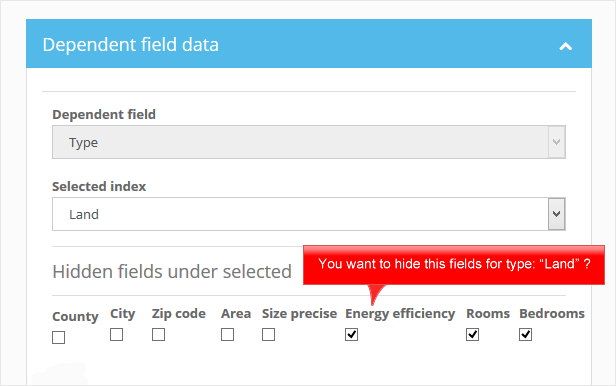 Dependent field data
Dependent field
Type
Selected index
Land
You want to hide this fields for type: “Land” ?
Hidden fields under selected
County City Zip code Area Size precise Energy efficiency Rooms Bedrooms